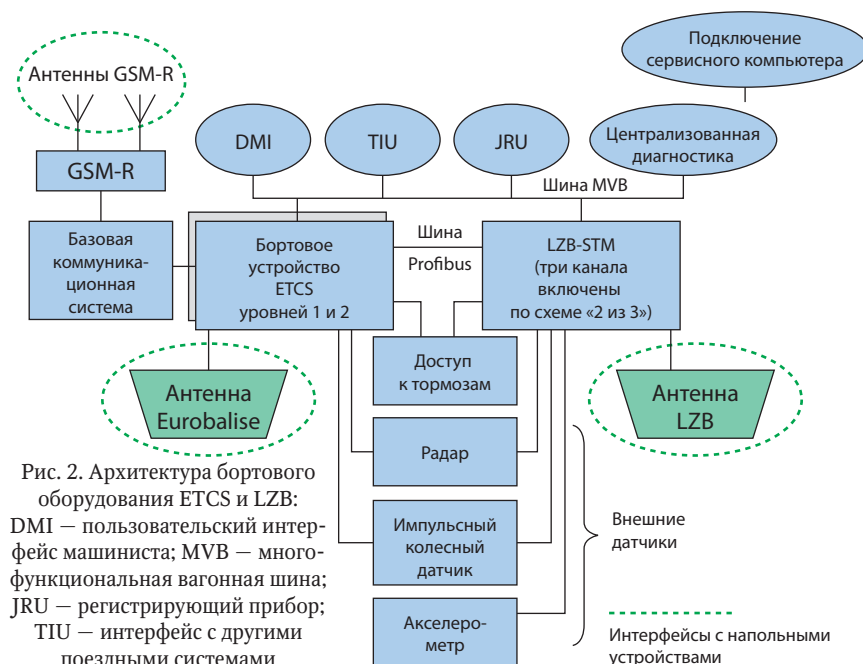 Подключение
сервисного компьютера
Антенны GSM-R
DMI
TIU
JRU
Централизованная
диагностика
GSM-R
Шина MVB
Базовая
коммуника-
ционная
система
Бортовое
устройство
ETCS
уровней 1 и 2
Шина
Profibus
LZB-STM
(три канала
включены
по схеме «2 из 3»)
Доступ
к тормозам
Антенна
Eurobalise
Антенна
LZB
Радар
Импульсный
колесный
датчик
Акселеро-
метр
Внешние
датчики
Рис. 2. Архитектура бортового
оборудования ETCS и LZB:
DMI — пользовательский интер-
фейс машиниста; MVB — много-
функциональная вагонная шина;
JRU — регистрирующий прибор;
TIU — интерфейс с другими
поездными системами
Интерфейсы с напольными
устройствами